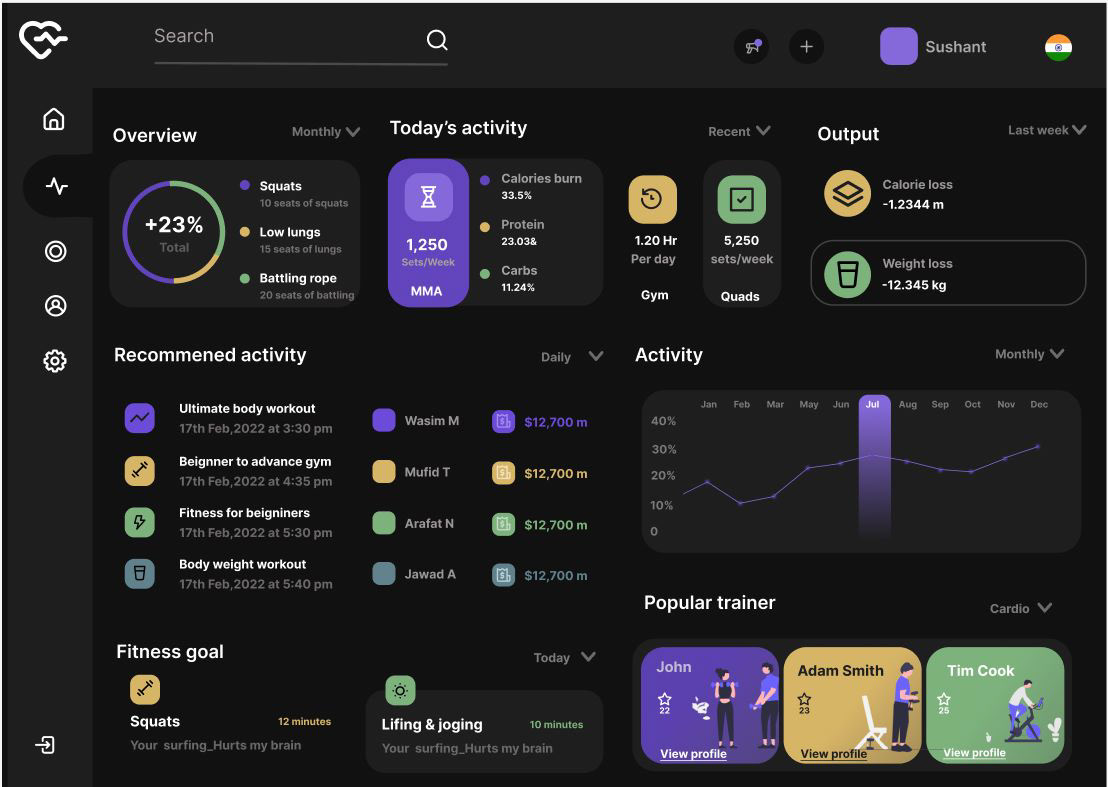 Search
Sushant
Overview
Monthly
+23%
Total
Squats
10 seats of squats
Low lungs
15 seats of lungs
Battling rope
20 seats of battling
Today's activity
Recent
1,250
Sets/Week
MMA
Calories burn
33.5%
Protein
23.03&
Carbs
11.24%
1.20 Hr
Per day
Gym
5,250
sets/week
Quads
Output
Last week
Calorie loss
-1.2344 m
Weight loss
-12.345 kg
Recommened activity
Daily
Ultimate body workout
17th Feb,2022 at 3:30 pm
Wasim M
$12,700 m
Beignner to advance gym
17th Feb,2022 at 4:35 pm
Mufid T
$12,700 m
Fitness for beigniners
17th Feb,2022 at 5:30 pm
Arafat N
$12,700 m
Body weight workout
17th Feb,2022 at 5:40 pm
Jawad A
$12,700 m
Activity
Monthly
Jan Feb Mar May Jun Jul Aug Sep Oct Nov Dec
40%
30%
20%
10%
0
Fitness goal
Today
Squats
12 minutes
Your surfing_Hurts my brain
Lifing & joging
10 minutes
Your surfing_Hurts my brain
Popular trainer
Cardio
John
22
View profile
Adam Smith
23
View profile
Tim Cook
25
View profile